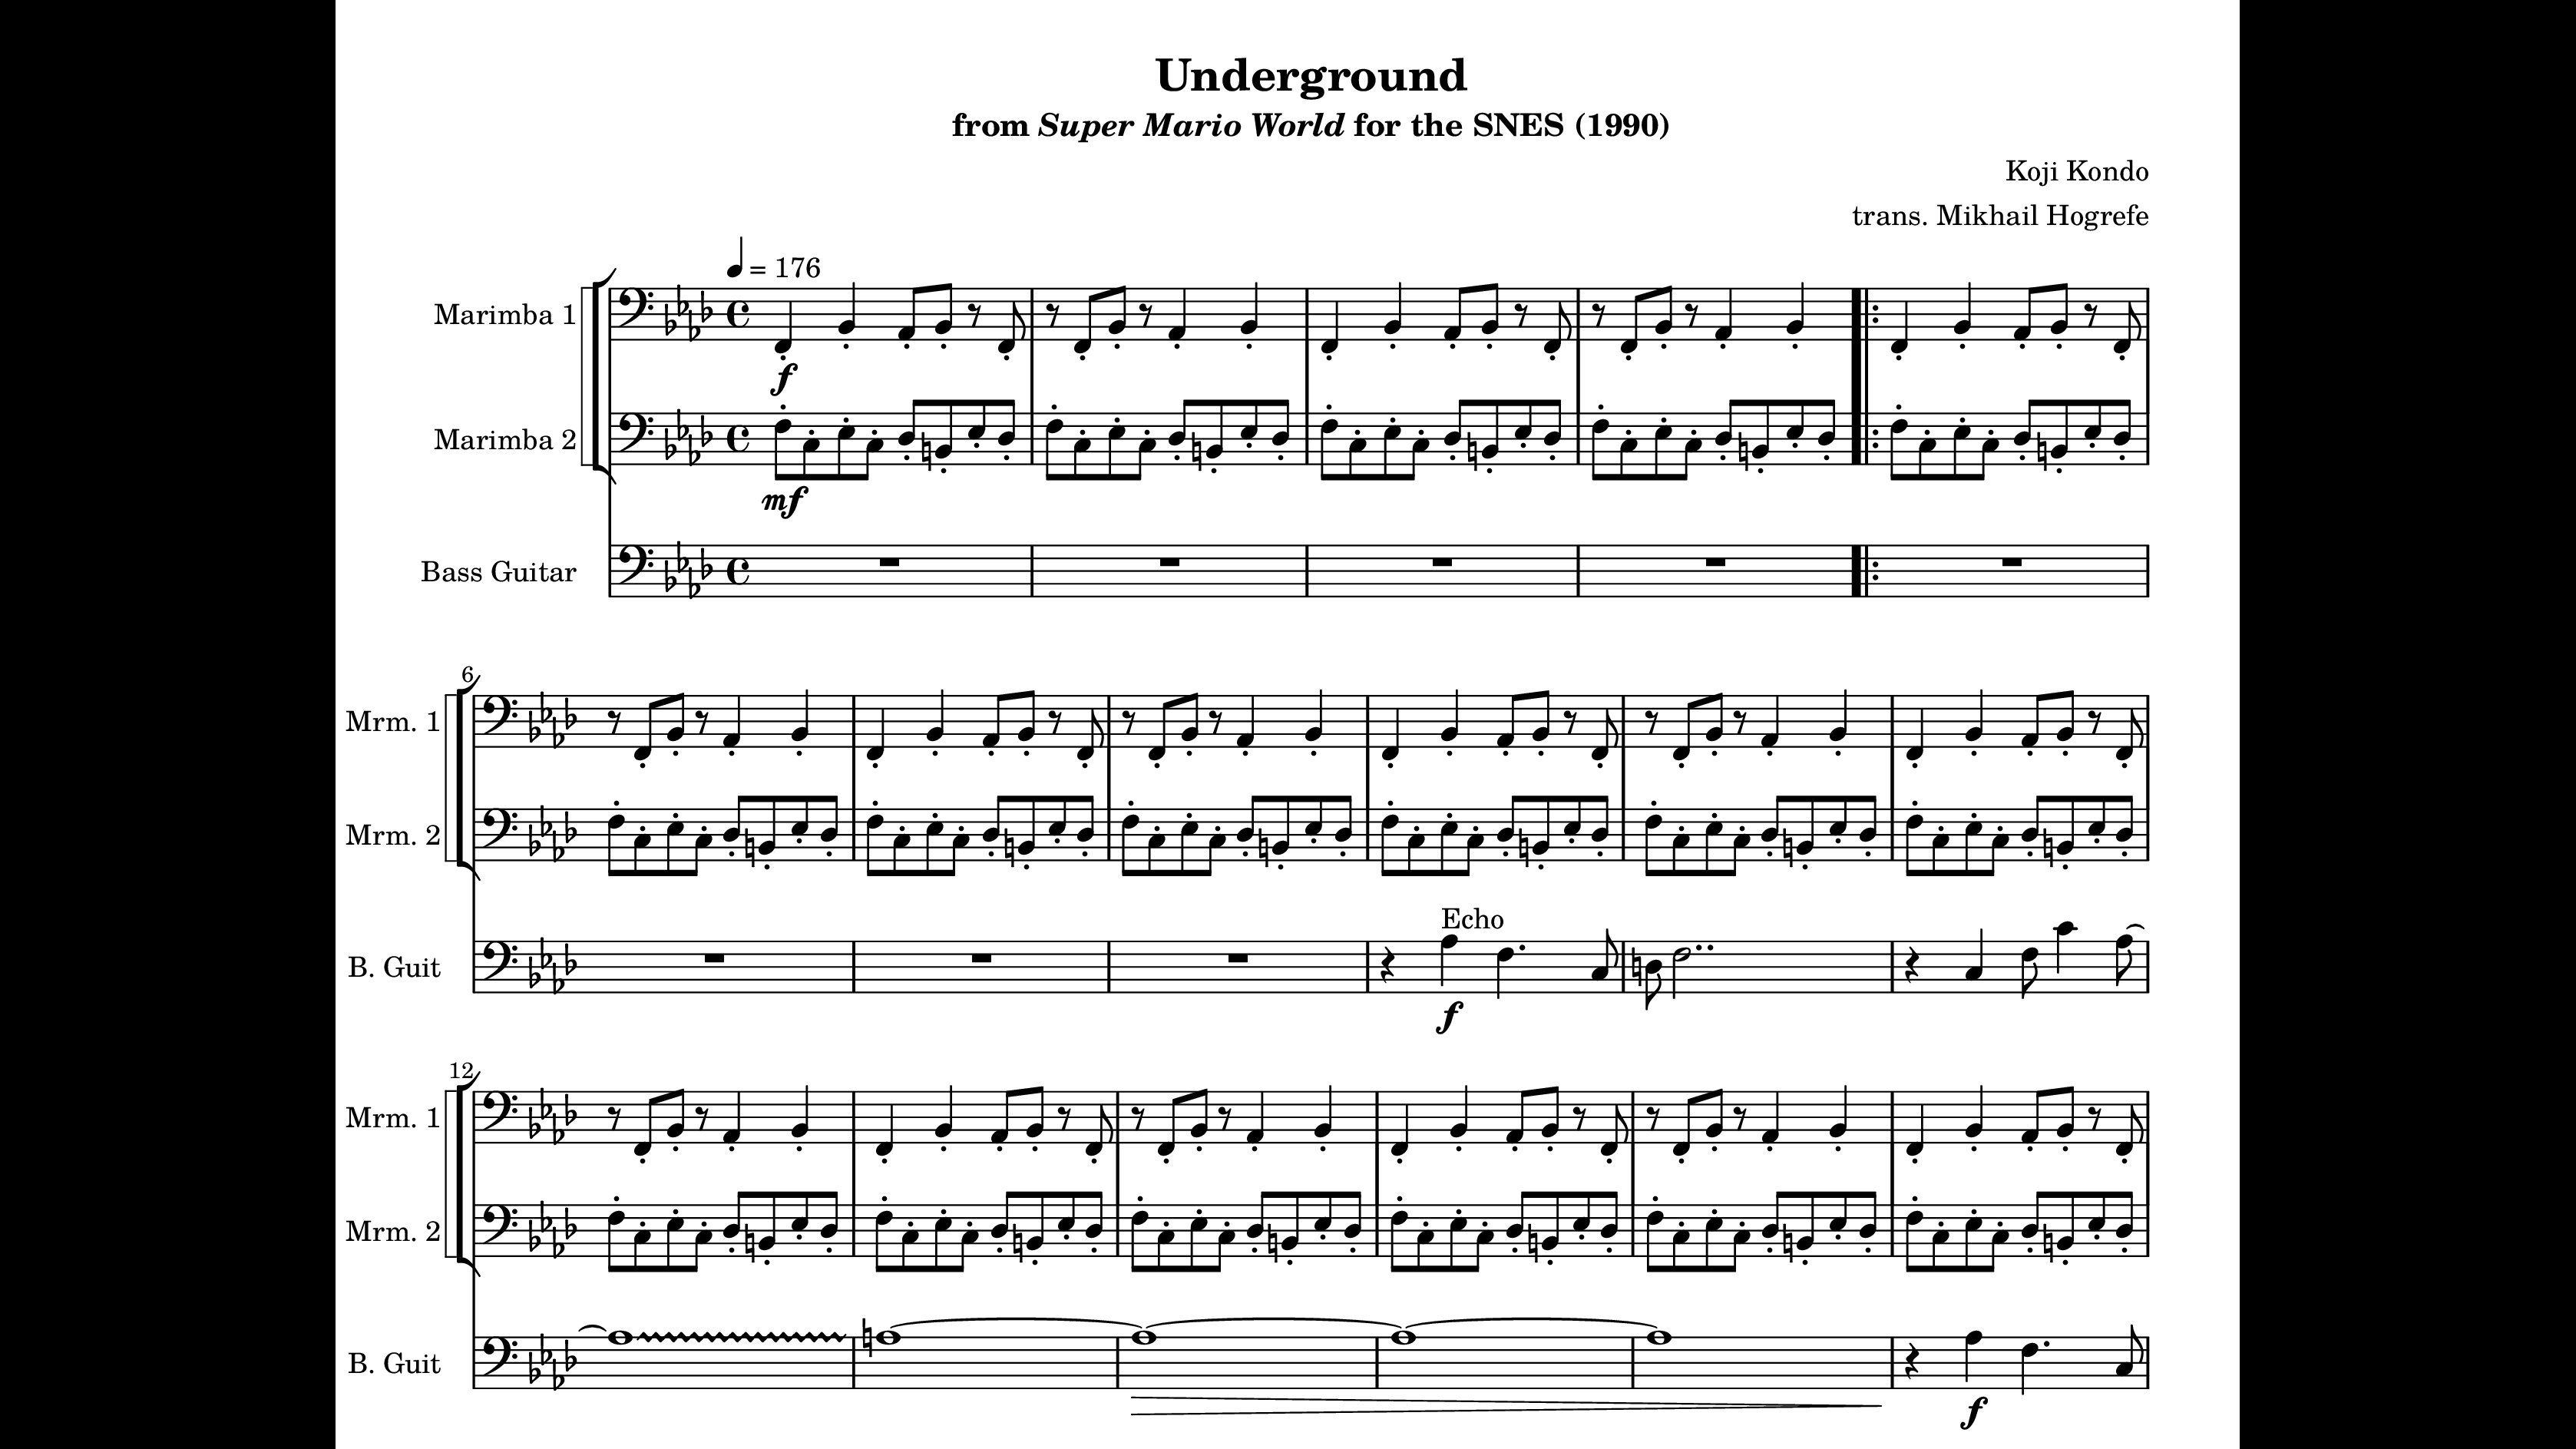 Underground
from Super Mario World for the SNES (1990)
Koji Kondo
trans. Mikhail Hogrefe
= 176
Marimba 1
f
Marimba 2
mf
Bass Guitar
6
Mrm. 1
Mrm. 2
Echo
B. Guit
f
12
Mrm. 1
Mrm. 2
B. Guit
f